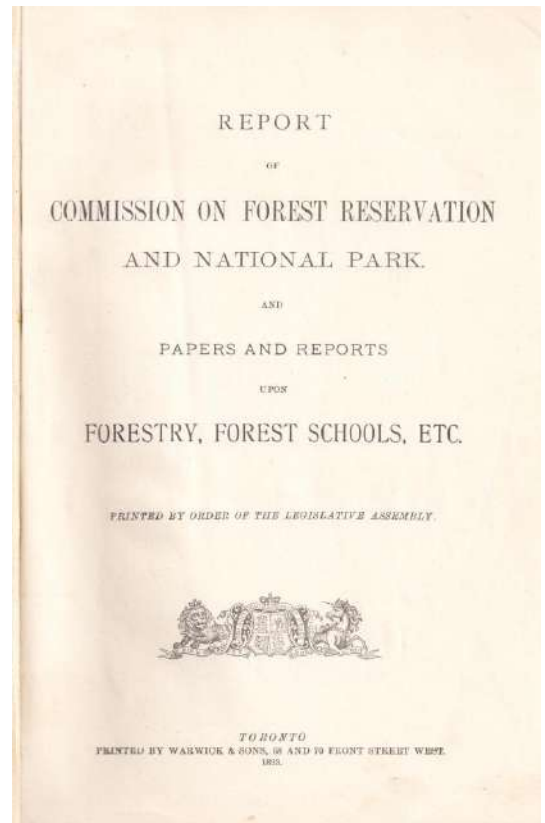 REPORT
OF
COMMISSION ON FOREST RESERVATION
AND NATIONAL PARK.
AND
PAPERS AND REPORTS
UPON
FORESTRY, FOREST SCHOOLS, ETC.
PRINTED BY ORDER OF THE LEGISLATIVE ASSEMBLY.
TORONTO
PRINTED BY WARWICK & SONS, 68 AND 70 FRONT STREET WEST.